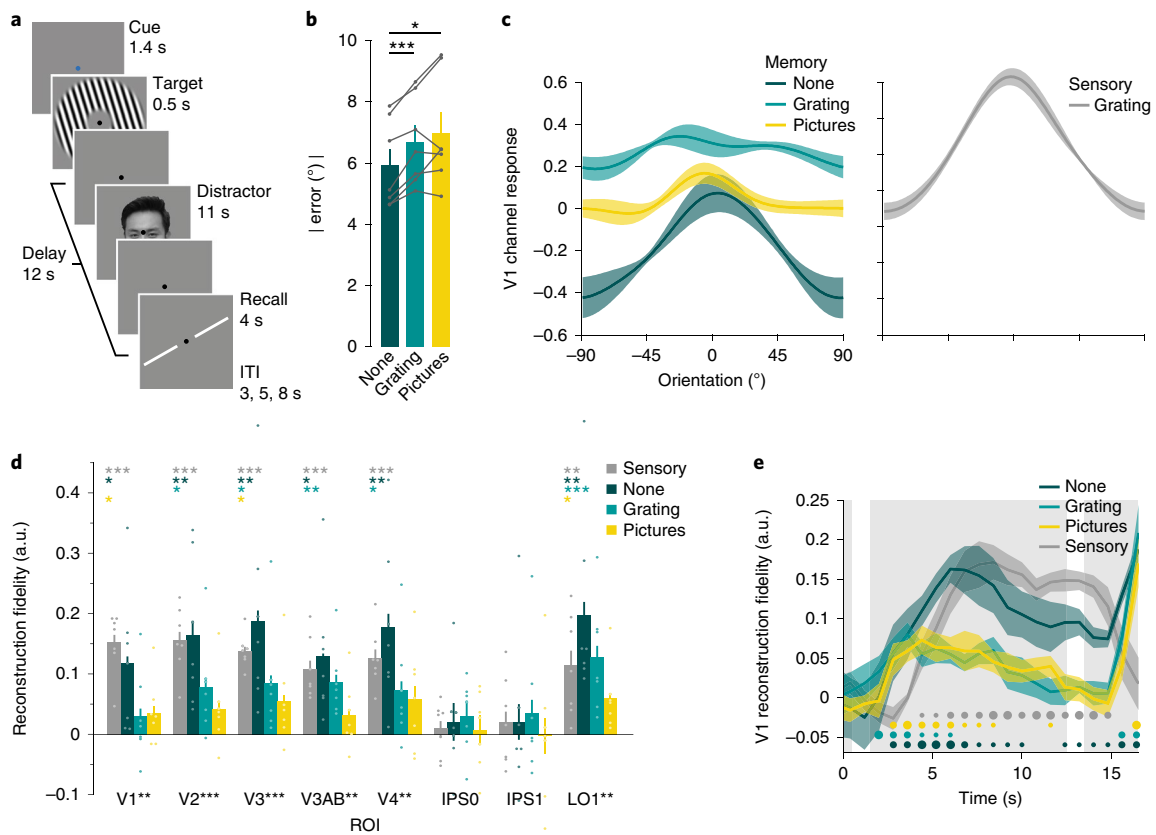 a
Cue
1.4 s
Target
0.5 s
Distractor
11 s
Delay
12 s
Recall
4 s
ITI
3, 5, 8 s
b
*
***
10
8
6
4
2
0
| error (°) |
None
Grating
Pictures
c
Memory
None
Grating
Pictures
0.6
0.4
0.2
0
−0.2
−0.4
−0.6
V1 channel response
−90
−45
0
45
90
Orientation (°)
Sensory
Grating
d
*** *** *** *** *** **
* ** ** * ** **
* * ** * ***
* * *
Sensory
None
Grating
Pictures
0.4
0.3
0.2
0.1
0
−0.1
Reconstruction fidelity (a.u.)
V1** V2*** V3*** V3AB** V4** IPS0 IPS1 LO1**
ROI
e
None
Grating
Pictures
Sensory
0.25
0.2
0.15
0.1
0.05
0
−0.05
V1 reconstruction fidelity (a.u.)
0
5
10
15
Time (s)